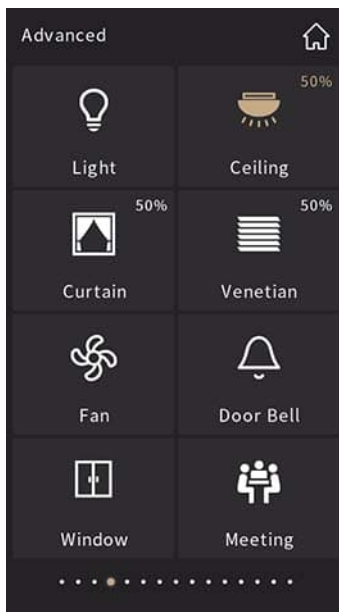 Advanced
50%
Light
Ceiling
50%
50%
Curtain
Venetian
Fan
Door Bell
Window
Meeting